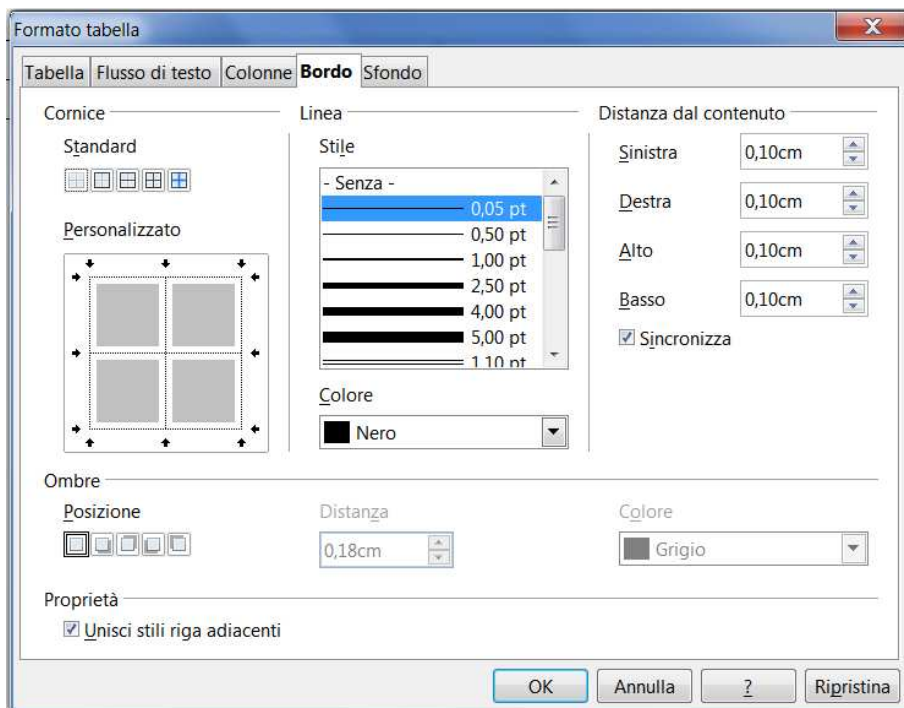 Formato tabella
Tabella Flusso di testo Colonne Bordo Sfondo
Cornice
Standard
Personalizzato
Linea
Stile
- Senza -
0,05 pt
0,50 pt
1,00 pt
2,50 pt
4,00 pt
5,00 pt
1,10 pt
Colore
Nero
Distanza dal contenuto
Sinistra 0,10cm
Destra 0,10cm
Alto 0,10cm
Basso 0,10cm
Sincronizza
Ombre
Posizione
Distanza
0,18cm
Colore
Grigio
Proprietà
Unisci stili riga adiacenti
OK Annulla ? Ripristina